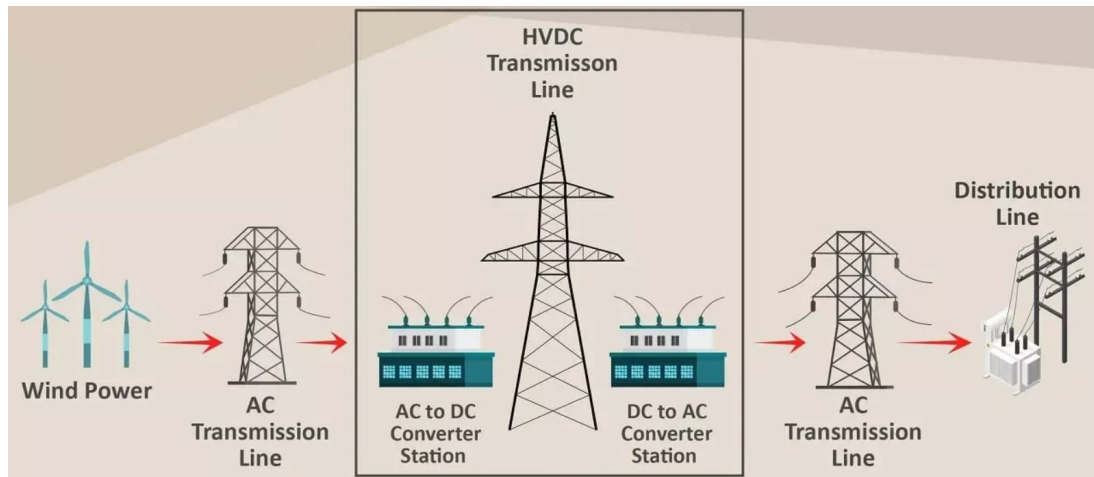 HVDC
Transmisson
Line
Distribution
Line
Wind Power
AC
Transmission
Line
AC to DC
Converter
Station
DC to AC
Converter
Station
AC
Transmission
Line